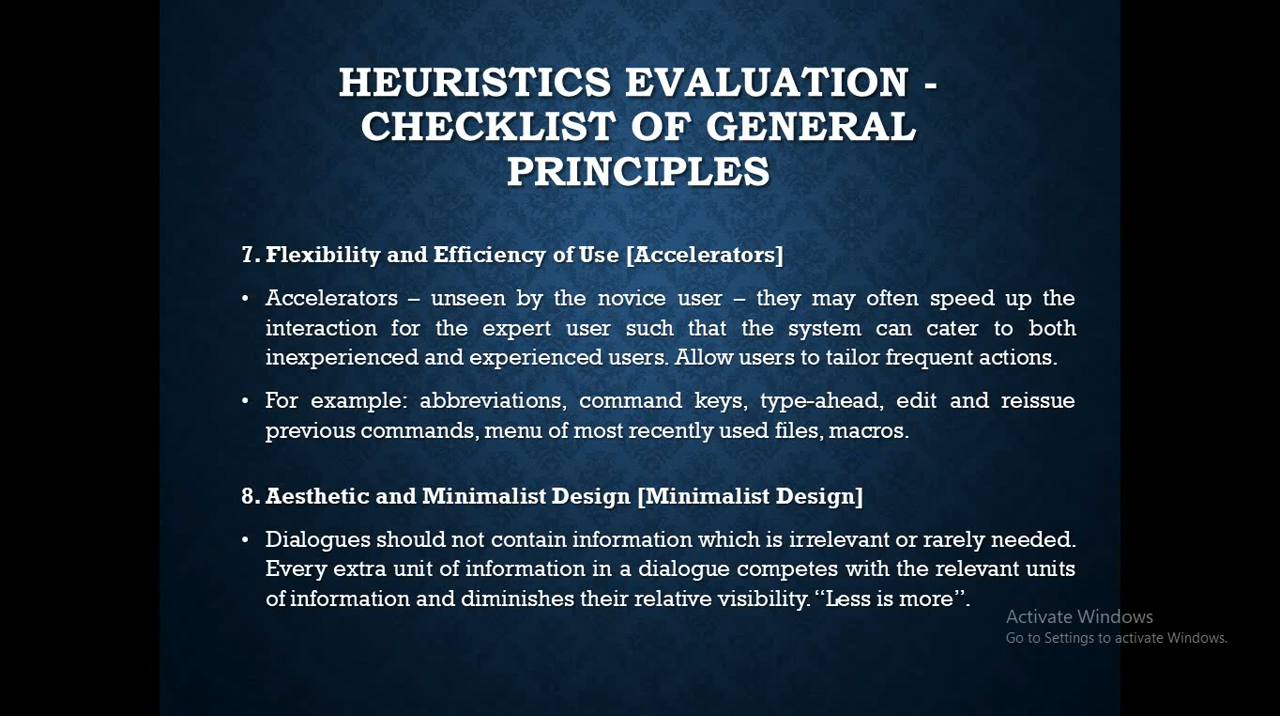 HEURISTICS EVALUATION -
CHECKLIST OF GENERAL
PRINCIPLES
7. Flexibility and Efficiency of Use [Accelerators]
• Accelerators – unseen by the novice user – they may often speed up the
interaction for the expert user such that the system can cater to both
inexperienced and experienced users. Allow users to tailor frequent actions.
• For example: abbreviations, command keys, type-ahead, edit and reissue
previous commands, menu of most recently used files, macros.
8. Aesthetic and Minimalist Design [Minimalist Design]
• Dialogues should not contain information which is irrelevant or rarely needed.
Every extra unit of information in a dialogue competes with the relevant units
of information and diminishes their relative visibility. “Less is more”.
Activate Windows
Go to Settings to activate Windows.